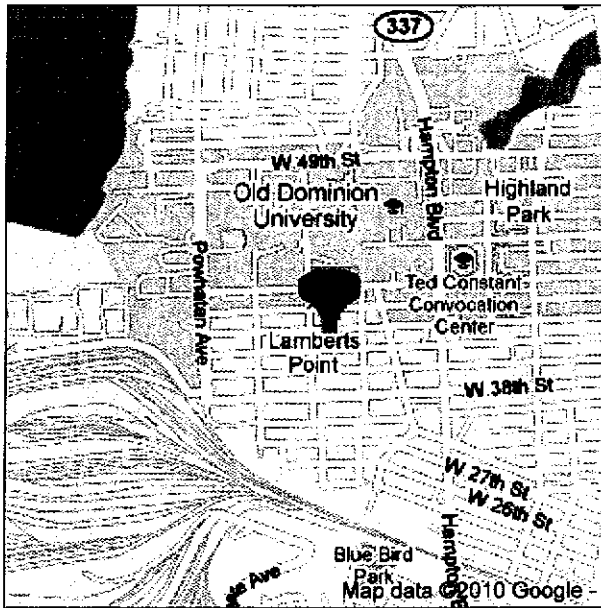 337
W 49th St
Hampton Blvd
Old Dominion
University
Highland
Park
Powhatan Ave
Ted Constant
Convocation
Center
Lamberts
Point
W 38th St
W 27th St
W 26th St
Blue Bird
Park
Ave
Map data ©2010 Google -